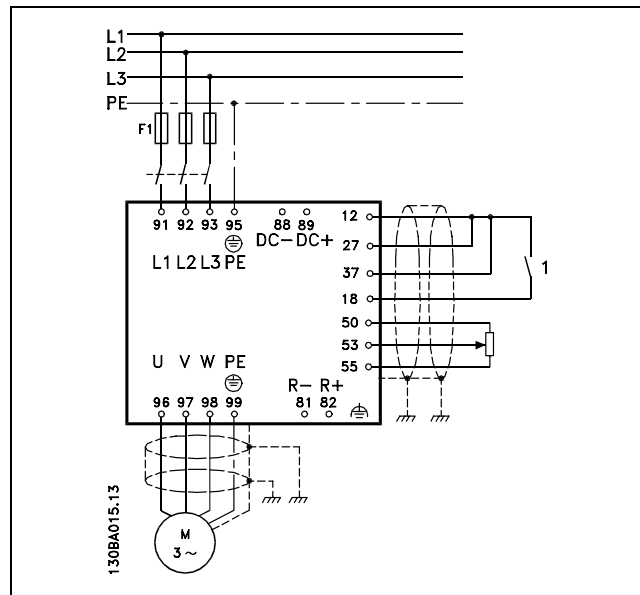 L1
L2
L3
PE
F1
91 92 93 95 88 89 12
DC- DC+
27
L1 L2 L3 PE
37
1
18
50
53
U V W PE
55
R- R+
96 97 98 99 81 82
M
3 ~
130BA015.13